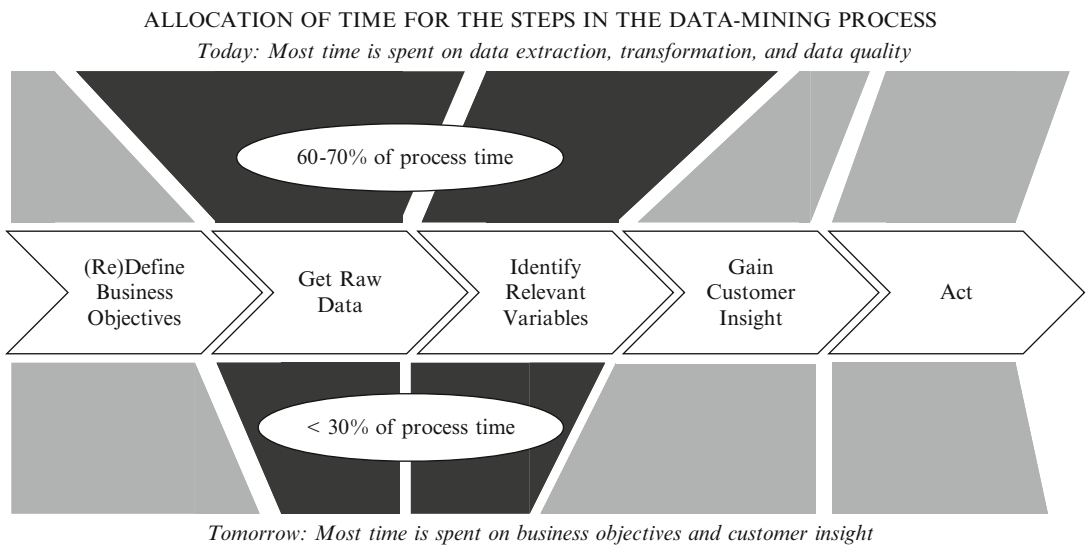 ALLOCATION OF TIME FOR THE STEPS IN THE DATA-MINING PROCESS
Today: Most time is spent on data extraction, transformation, and data quality
60-70% of process time
(Re)Define
Business
Objectives
Get Raw
Data
Identify
Relevant
Variables
Gain
Customer
Insight
Act
< 30% of process time
Tomorrow: Most time is spent on business objectives and customer insight